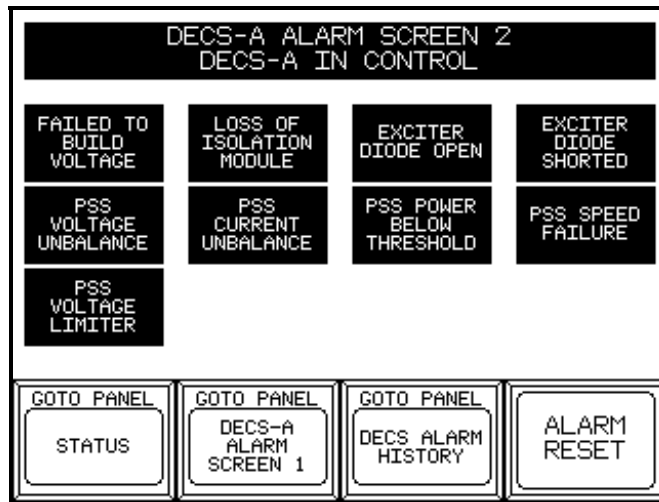 DECS-A ALARM SCREEN 2
DECS-A IN CONTROL
FAILED TO
BUILD
VOLTAGE
LOSS OF
ISOLATION
MODULE
EXCITER
DIODE OPEN
EXCITER
DIODE
SHORTED
PSS
VOLTAGE
UNBALANCE
PSS
CURRENT
UNBALANCE
PSS POWER
BELOW
THRESHOLD
PSS SPEED
FAILURE
PSS
VOLTAGE
LIMITER
GOTO PANEL
STATUS
GOTO PANEL
DECS-A
ALARM
SCREEN 1
GOTO PANEL
DECS ALARM
HISTORY
ALARM
RESET